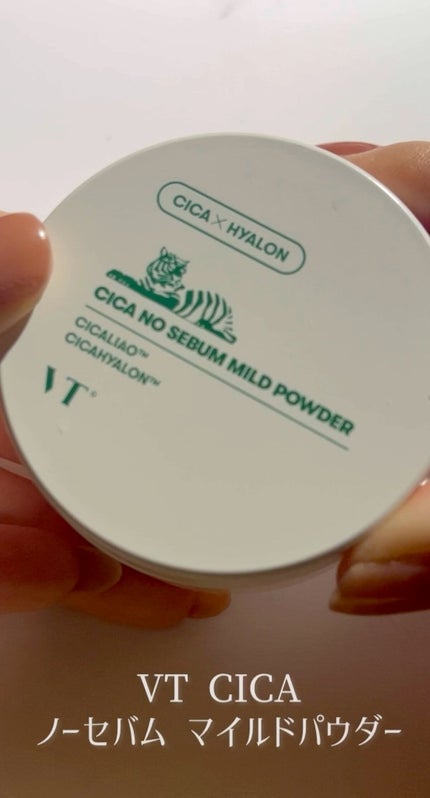 CICA×HYALON
CICA NO SEBUM MILD POWDER
CICALIAO™
CICAHYALON™
VT©
VT CICA
ノーセバム マイルドパウダー